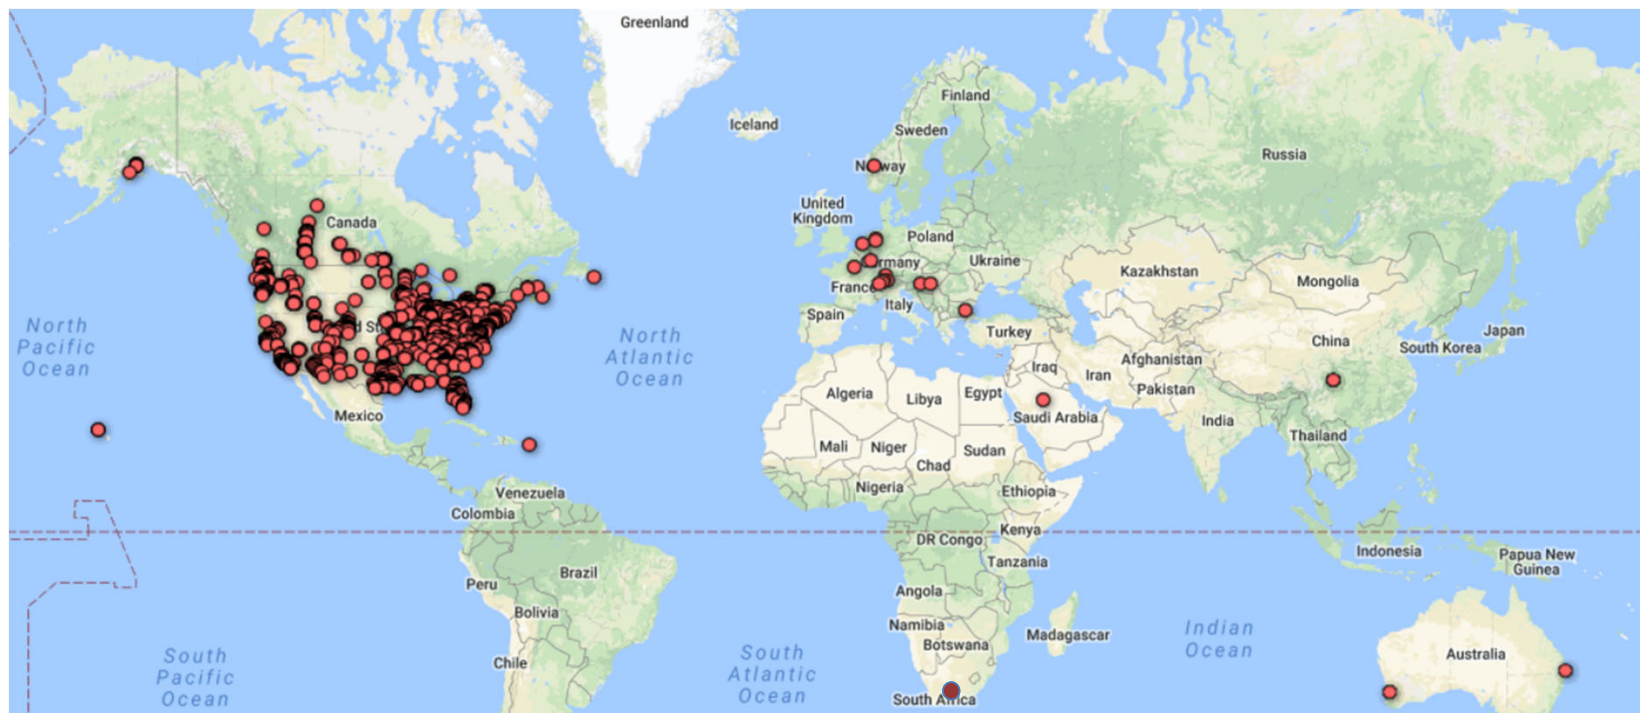 Greenland
Iceland
Finland
Sweden
Norway
Russia
Canada
United
Kingdom
Poland
Germany
Ukraine
Kazakhstan
Mongolia
France
Italy
Spain
Turkey
North
Pacific
Ocean
North
Atlantic
Ocean
China
Japan
South Korea
Afghanistan
Iraq
Iran
Pakistan
Algeria
Libya
Egypt
Saudi Arabia
India
Mexico
Thailand
Mali
Niger
Chad
Sudan
Nigeria
Ethiopia
Venezuela
Colombia
Kenya
DR Congo
Tanzania
Indonesia
Papua New
Guinea
Brazil
Peru
Bolivia
Angola
Namibia
Botswana
Madagascar
Indian
Ocean
Chile
South
Pacific
Ocean
South
Atlantic
Ocean
Australia
South Africa